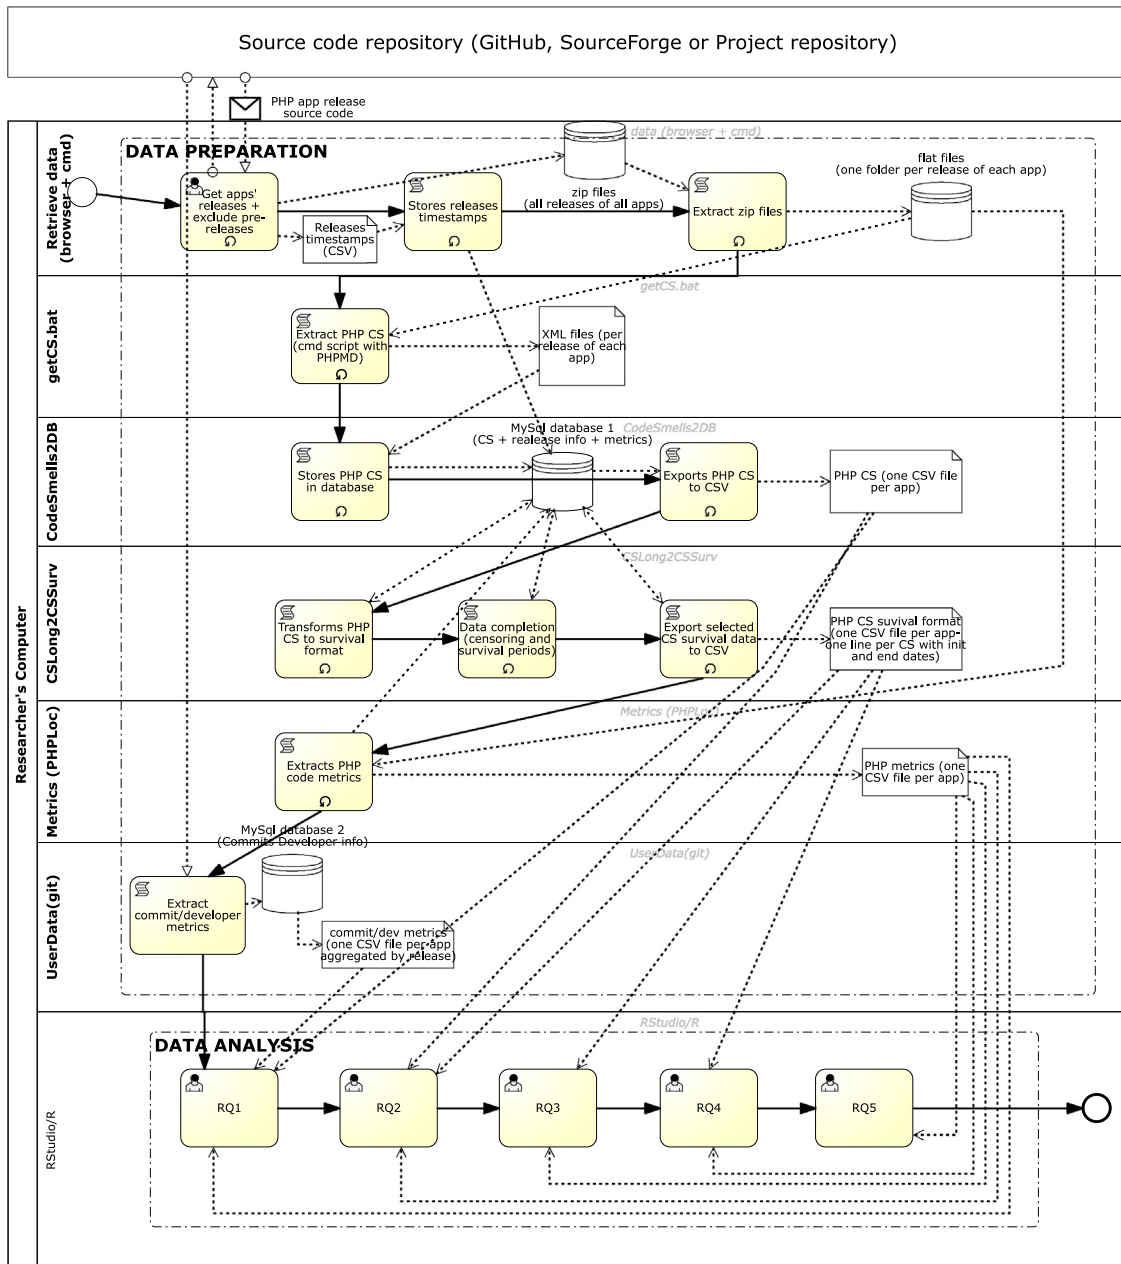 Source code repository (GitHub, SourceForge or Project repository)
PHP app release
source code
Researcher's Computer
Retrieve data
(browser + cmd)
data (browser + cmd)
DATA PREPARATION
Get apps'
releases +
exclude pre-
releases
Releases
timestamps
(CSV)
Stores releases
timestamps
zip files
(all releases of all apps)
Extract zip files
flat files
(one folder per release of each app)
getCS.bat
getCS.bat
Extract PHP CS
(cmd script with
PHPMD)
XML files (per
release of each
app)
CodeSmells2DB
CodeSmells2DB
MySql database 1
(CS + realease info + metrics)
Stores PHP CS
in database
Exports PHP CS
to CSV
PHP CS (one CSV file
per app)
CSLong2CSSurv
CSLong2CSSurv
Transforms PHP
CS to survival
format
Data completion
(censoring and
survival periods)
Export selected
CS survival data
to CSV
PHP CS suvival format
(one CSV file per app-
one line per CS with init
and end dates)
Metrics (PHPLoc)
Metrics (PHPLoc)
Extracts PHP
code metrics
PHP metrics (one
CSV file per app)
MySql database 2
(Commits Developer info)
UserData(git)
UserData(git)
Extract
commit/developer
metrics
commit/dev metrics
(one CSV file per app
aggregated by release)
RStudio/R
RStudio/R
DATA ANALYSIS
RQ1
RQ2
RQ3
RQ4
RQ5